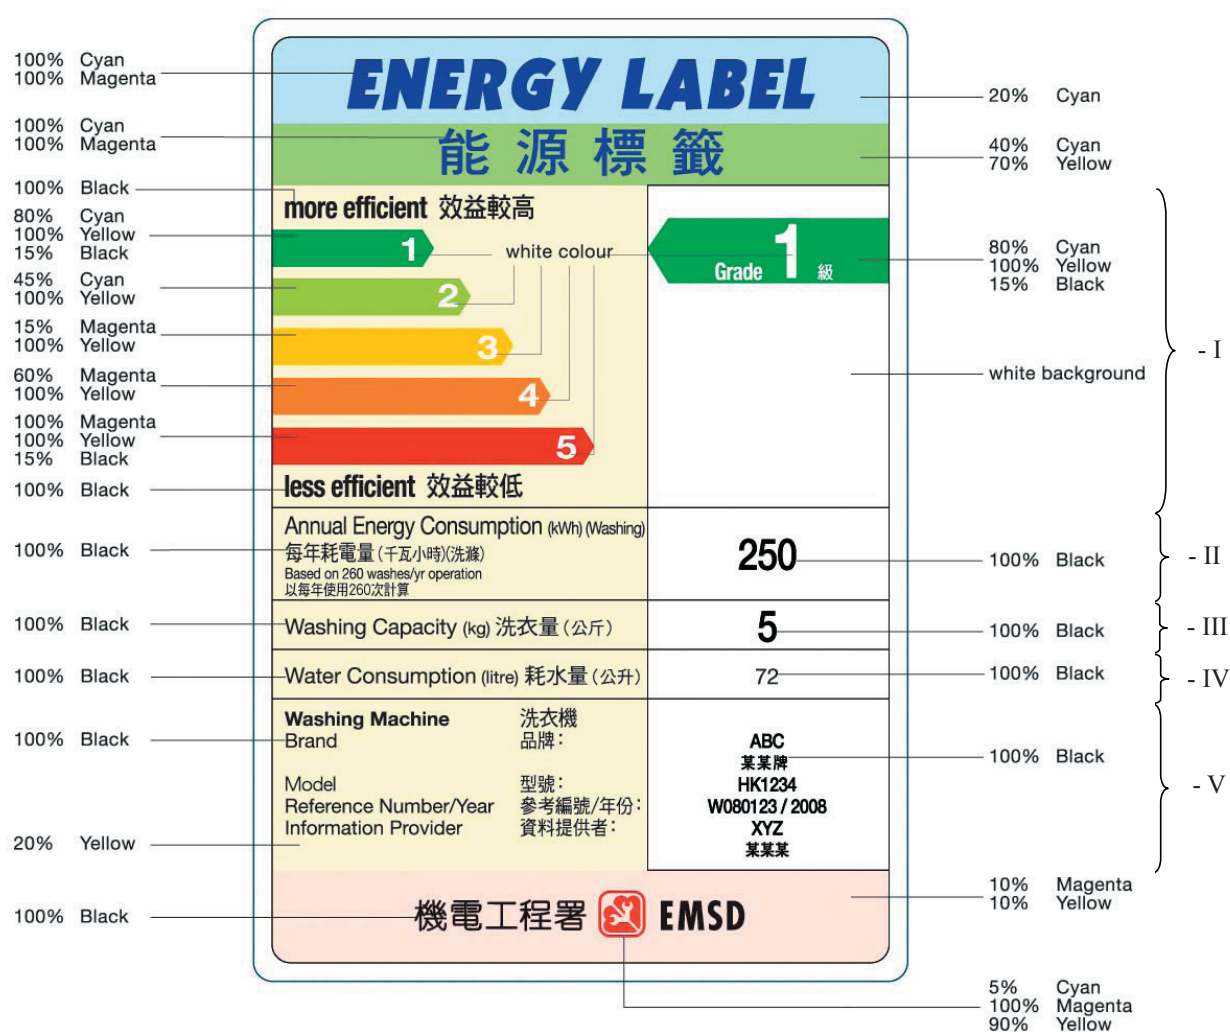 100% Cyan
100% Magenta
ENERGY LABEL
20% Cyan
100% Cyan
100% Magenta
能源標籤
40% Cyan
70% Yellow
100% Black
more efficient 效益較高
80% Cyan
100% Yellow
15% Black
1
white colour
Grade 1 級
80% Cyan
100% Yellow
15% Black
45% Cyan
100% Yellow
2
15% Magenta
100% Yellow
3
- I
60% Magenta
100% Yellow
4
white background
100% Magenta
100% Yellow
15% Black
5
100% Black
less efficient 效益較低
Annual Energy Consumption (kWh) (Washing)
每年耗電量 (千瓦小時)(洗滌)
Based on 260 washes/yr operation
以每年使用260次計算
100% Black
250
100% Black
- II
100% Black
Washing Capacity (kg) 洗衣量 (公斤)
5
100% Black
- III
100% Black
Water Consumption (litre) 耗水量 (公升)
72
100% Black
- IV
Washing Machine 洗衣機
100% Black
Brand 品牌:
ABC
某某牌
100% Black
Model 型號:
HK1234
- V
Reference Number/Year 參考編號/年份:
W080123 / 2008
Information Provider 資料提供者:
XYZ
某某某
20% Yellow
10% Magenta
10% Yellow
100% Black
機電工程署 EMSD
5% Cyan
100% Magenta
90% Yellow